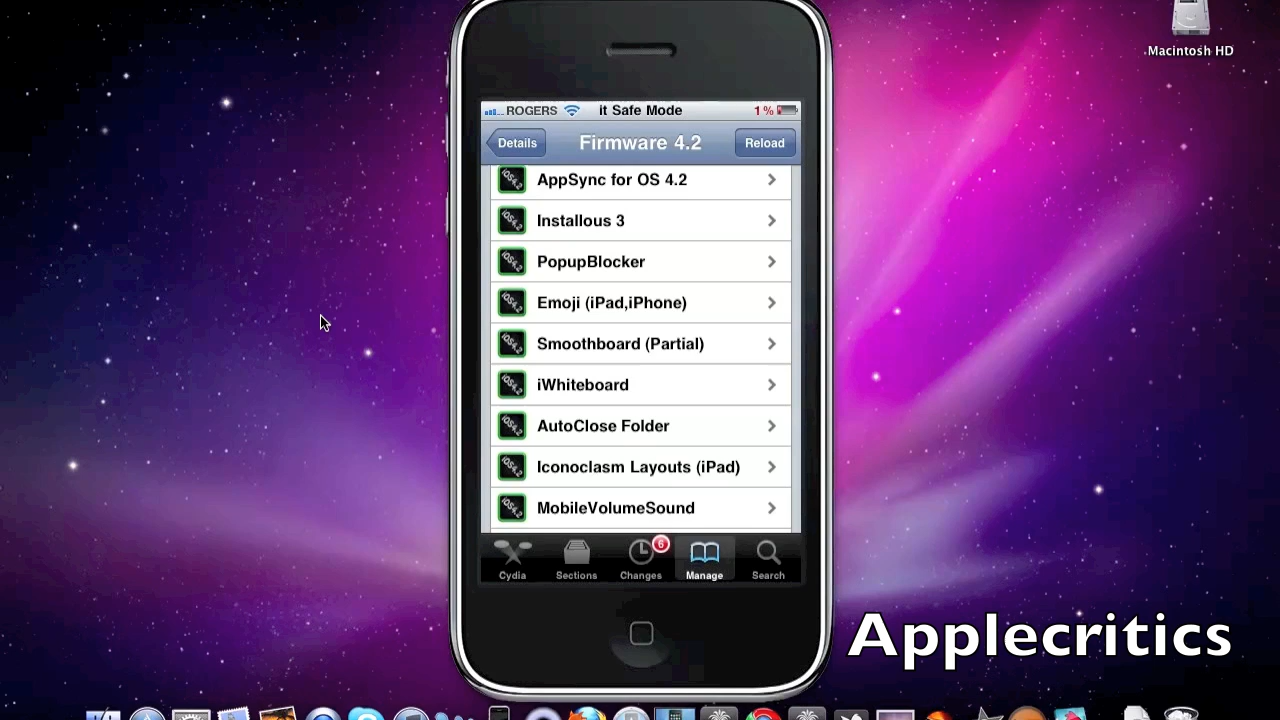 Macintosh HD
ROGERS it Safe Mode 1%
Details Firmware 4.2 Reload
AppSync for OS 4.2
Installous 3
PopupBlocker
Emoji (iPad,iPhone)
Smoothboard (Partial)
iWhiteboard
AutoClose Folder
Iconoclasm Layouts (iPad)
MobileVolumeSound
6
Cydia Sections Changes Manage Search
Applecritics